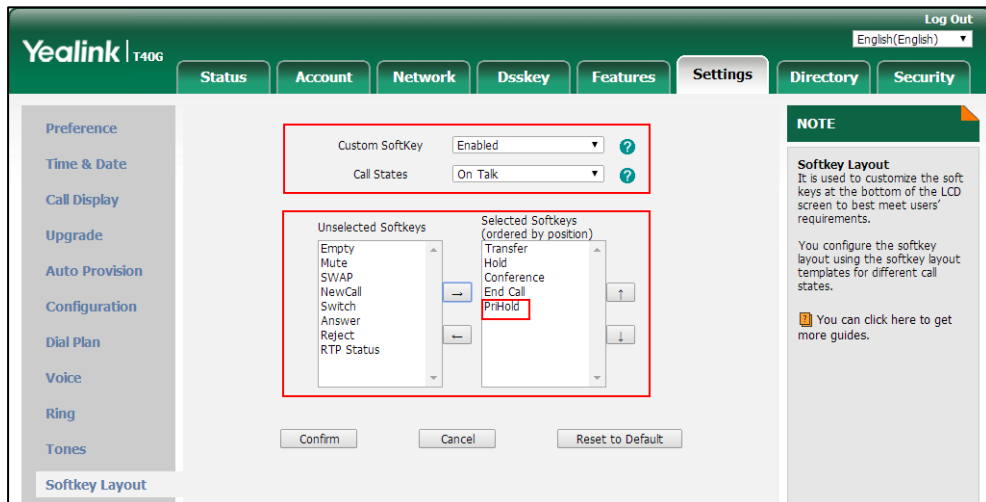 Log Out
Yealink | T40G
English(English)
Status
Account
Network
Dsskey
Features
Settings
Directory
Security
Preference
Time & Date
Call Display
Upgrade
Auto Provision
Configuration
Dial Plan
Voice
Ring
Tones
Softkey Layout
Custom SoftKey
Enabled
?
Call States
On Talk
?
Unselected Softkeys
Empty
Mute
SWAP
NewCall
Switch
Answer
Reject
RTP Status
→
←
Selected Softkeys
(ordered by position)
Transfer
Hold
Conference
End Call
PriHold
↑
↓
Confirm
Cancel
Reset to Default
NOTE
Softkey Layout
It is used to customize the soft
keys at the bottom of the LCD
screen to best meet users'
requirements.
You configure the softkey
layout using the softkey layout
templates for different call
states.
? You can click here to get
more guides.